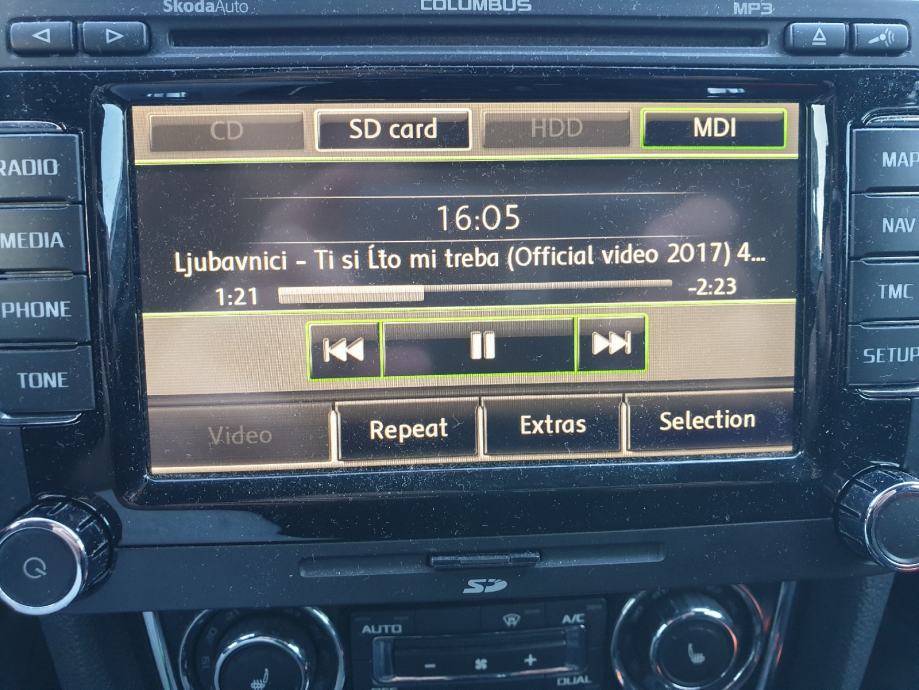 SkodaAuto COLUMBUS MP3
CD SD card HDD MDI
RADIO MAP
16:05
MEDIA NAV
Ljubavnici - Ti si Ĺto mi treba (Official video 2017) 4...
1:21 -2:23
PHONE TMC
TONE SETUP
Video Repeat Extras Selection
SD
AUTO A/C
- +
DUAL